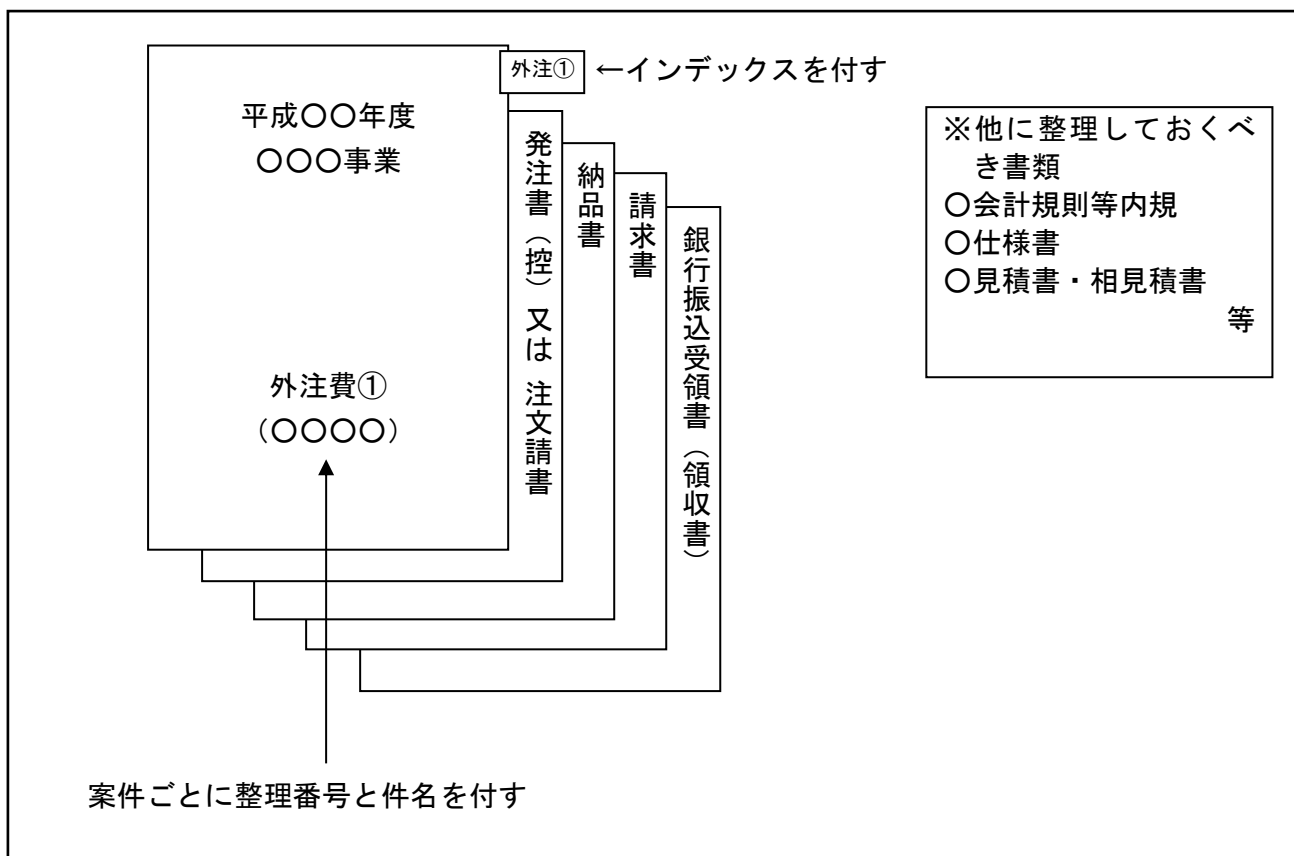 外注①
←インデックスを付す
平成〇〇年度
〇〇〇事業
外注費①
（〇〇〇〇）
発注書（控）又は 注文請書
納品書
請求書
銀行振込受領書（領収書）
※他に整理しておくべ
き書類
〇会計規則等内規
〇仕様書
〇見積書・相見積書
等
案件ごとに整理番号と件名を付す